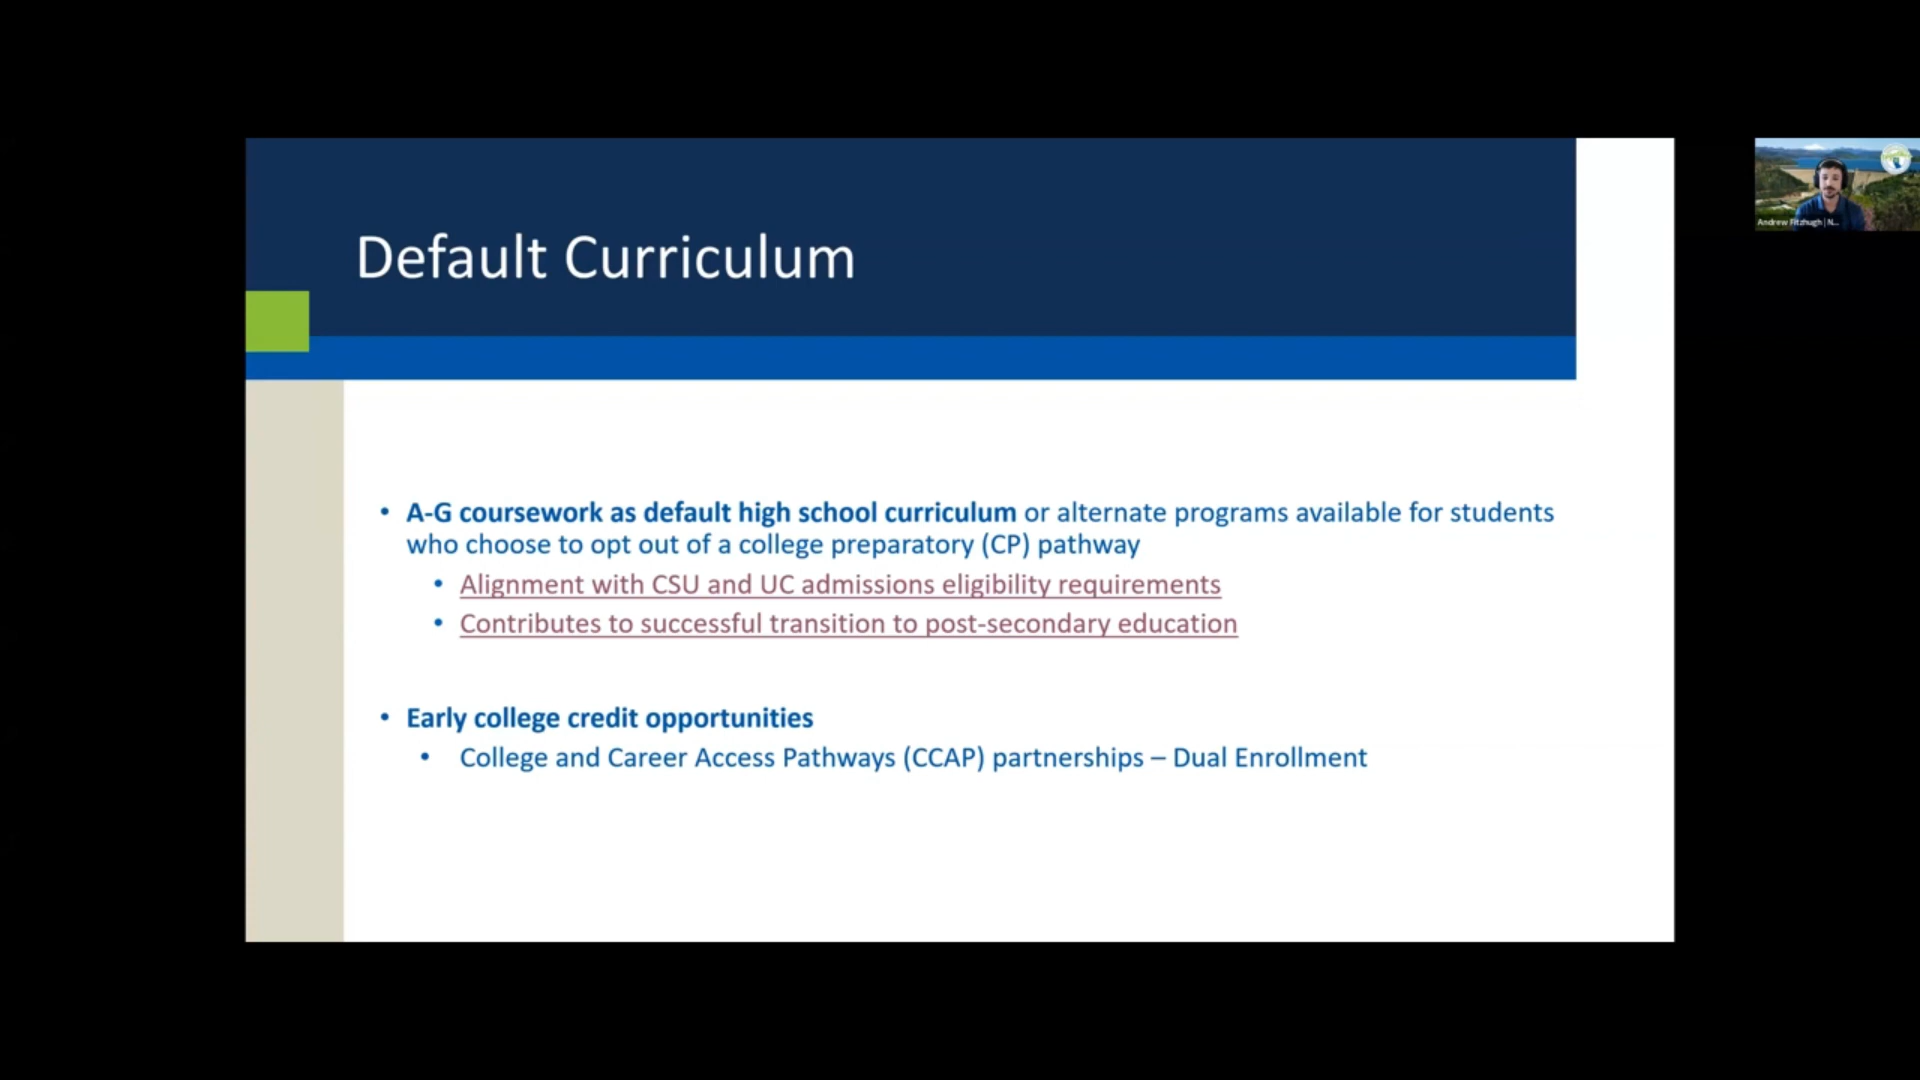 Default Curriculum
• A-G coursework as default high school curriculum or alternate programs available for students
who choose to opt out of a college preparatory (CP) pathway
• Alignment with CSU and UC admissions eligibility requirements
• Contributes to successful transition to post-secondary education
• Early college credit opportunities
• College and Career Access Pathways (CCAP) partnerships – Dual Enrollment
Andrew Fitzhugh | N...